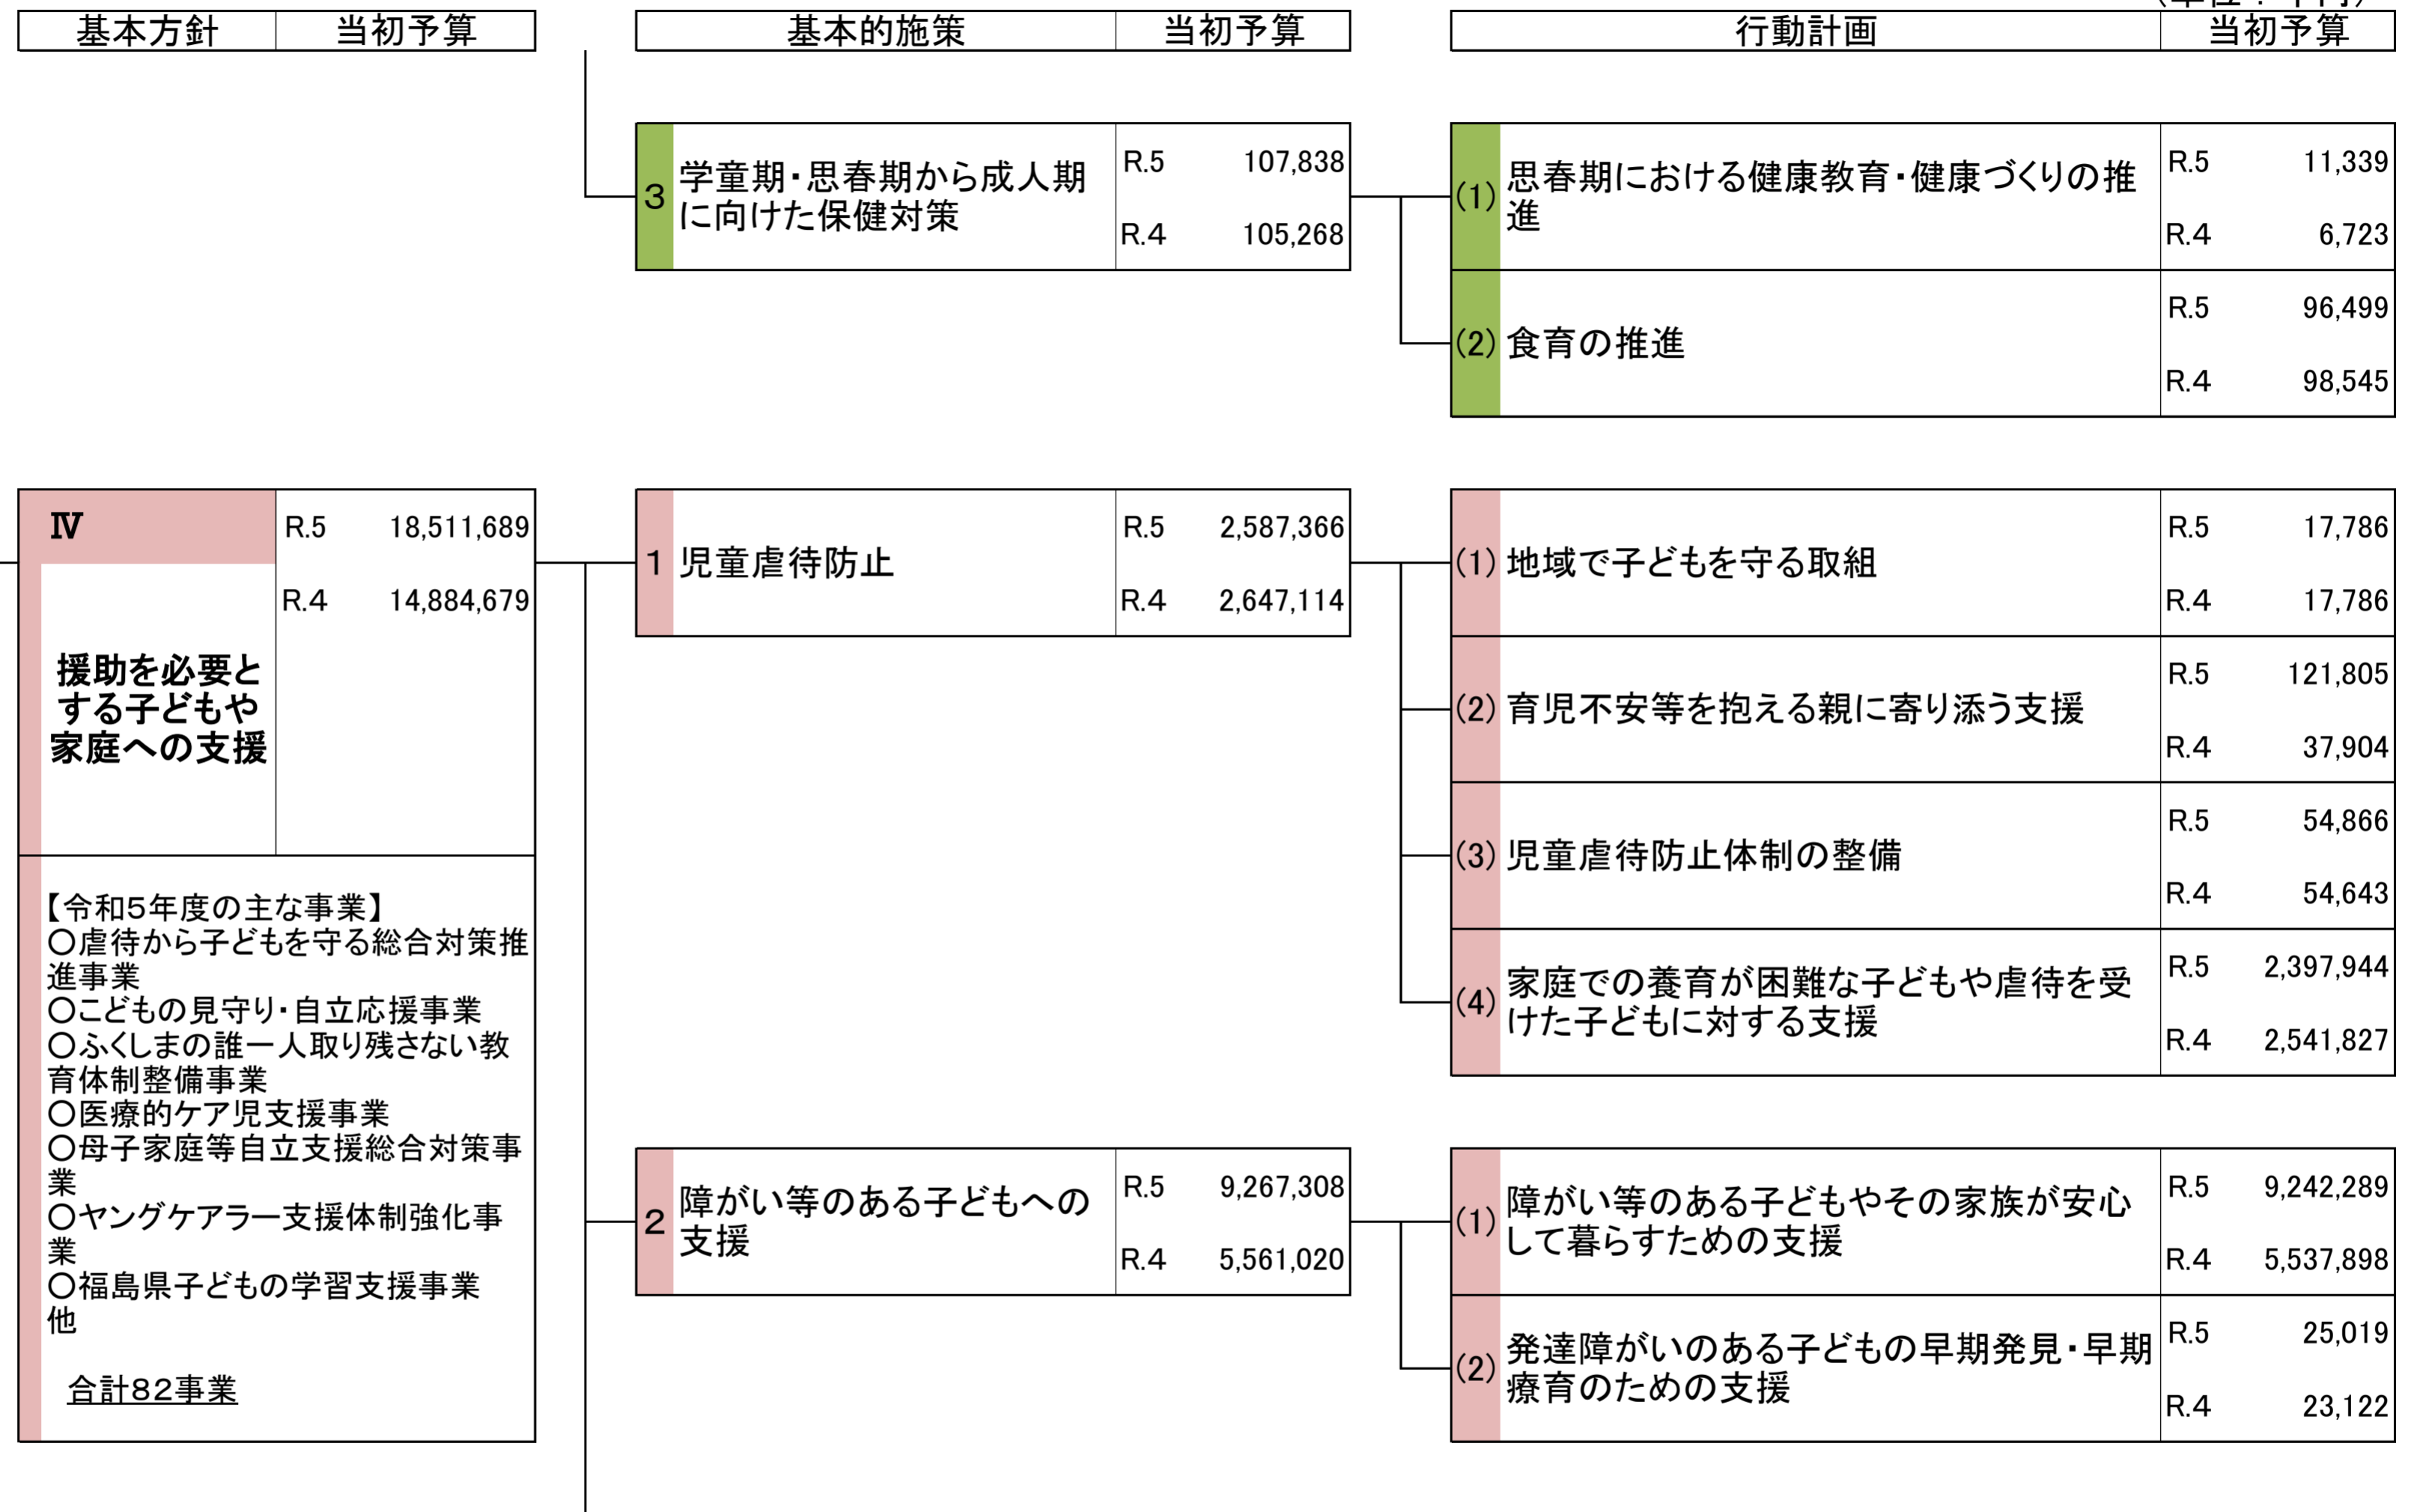 (単位:千円)
基本方針 当初予算 基本的施策 当初予算 行動計画 当初予算
3
学童期・思春期から成人期
に向けた保健対策
R.5 107,838
R.4 105,268
(1)
思春期における健康教育・健康づくりの推
進
R.5 11,339
R.4 6,723
(2) 食育の推進
R.5 96,499
R.4 98,545
Ⅳ
R.5 18,511,689
R.4 14,884,679
援助を必要と
する子どもや
家庭への支援
【令和5年度の主な事業】
○虐待から子どもを守る総合対策推
進事業
○こどもの見守り・自立応援事業
○ふくしまの誰一人取り残さない教
育体制整備事業
○医療的ケア児支援事業
○母子家庭等自立支援総合対策事
業
○ヤングケアラー支援体制強化事
業
○福島県子どもの学習支援事業
他
合計82事業
1 児童虐待防止
R.5 2,587,366
R.4 2,647,114
(1) 地域で子どもを守る取組
R.5 17,786
R.4 17,786
(2) 育児不安等を抱える親に寄り添う支援
R.5 121,805
R.4 37,904
(3) 児童虐待防止体制の整備
R.5 54,866
R.4 54,643
(4)
家庭での養育が困難な子どもや虐待を受
けた子どもに対する支援
R.5 2,397,944
R.4 2,541,827
2
障がい等のある子どもへの
支援
R.5 9,267,308
R.4 5,561,020
(1)
障がい等のある子どもやその家族が安心
して暮らすための支援
R.5 9,242,289
R.4 5,537,898
(2)
発達障がいのある子どもの早期発見・早期
療育のための支援
R.5 25,019
R.4 23,122